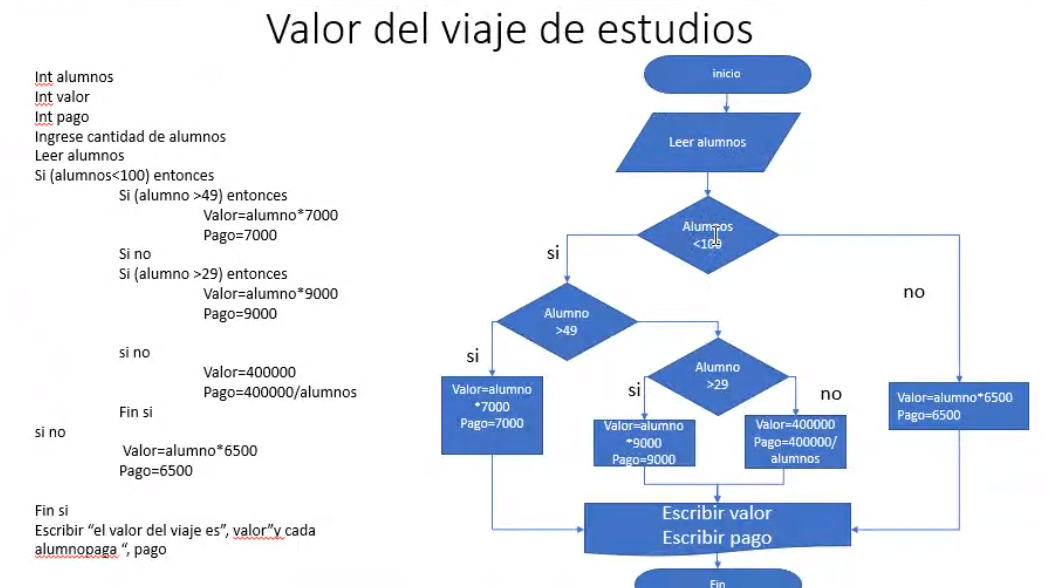 Valor del viaje de estudios
Int alumnos
Int valor
Int pago
Ingrese cantidad de alumnos
Leer alumnos
Si (alumnos<100) entonces
Si (alumno >49) entonces
Valor=alumno*7000
Pago=7000
Si no
Si (alumno >29) entonces
Valor=alumno*9000
Pago=9000
si no
Valor=400000
Pago=400000/alumnos
Fin si
si no
Valor=alumno*6500
Pago=6500
Fin si
Escribir “el valor del viaje es”, valor”y cada
alumnopaga “, pago
inicio
Leer alumnos
Alumnos
<100
si
no
Alumno
>49
si
Alumno
>29
si
no
Valor=alumno
*7000
Pago=7000
Valor=alumno
*9000
Pago=9000
Valor=400000
Pago=400000/
alumnos
Valor=alumno*6500
Pago=6500
Escribir valor
Escribir pago
Fin